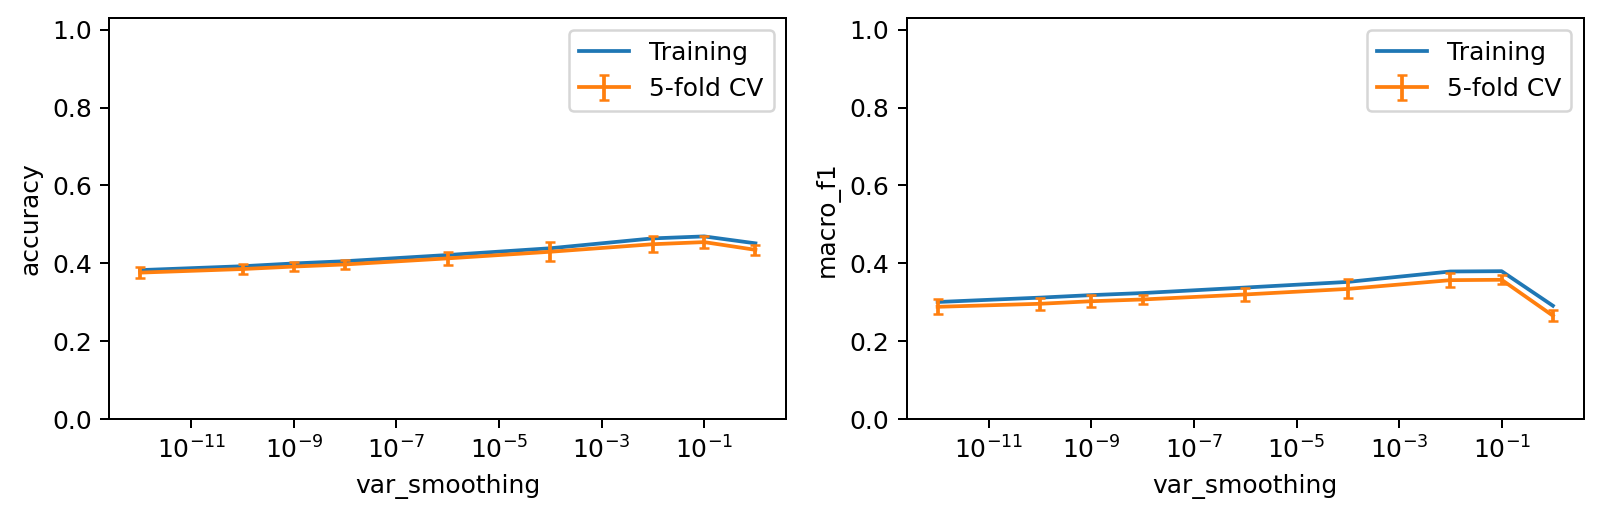 1.0
0.8
0.6
0.4
0.2
0.0
accuracy
Training
5-fold CV
10⁻¹¹ 10⁻⁹ 10⁻⁷ 10⁻⁵ 10⁻³ 10⁻¹
var_smoothing
1.0
0.8
0.6
0.4
0.2
0.0
macro_f1
Training
5-fold CV
10⁻¹¹ 10⁻⁹ 10⁻⁷ 10⁻⁵ 10⁻³ 10⁻¹
var_smoothing